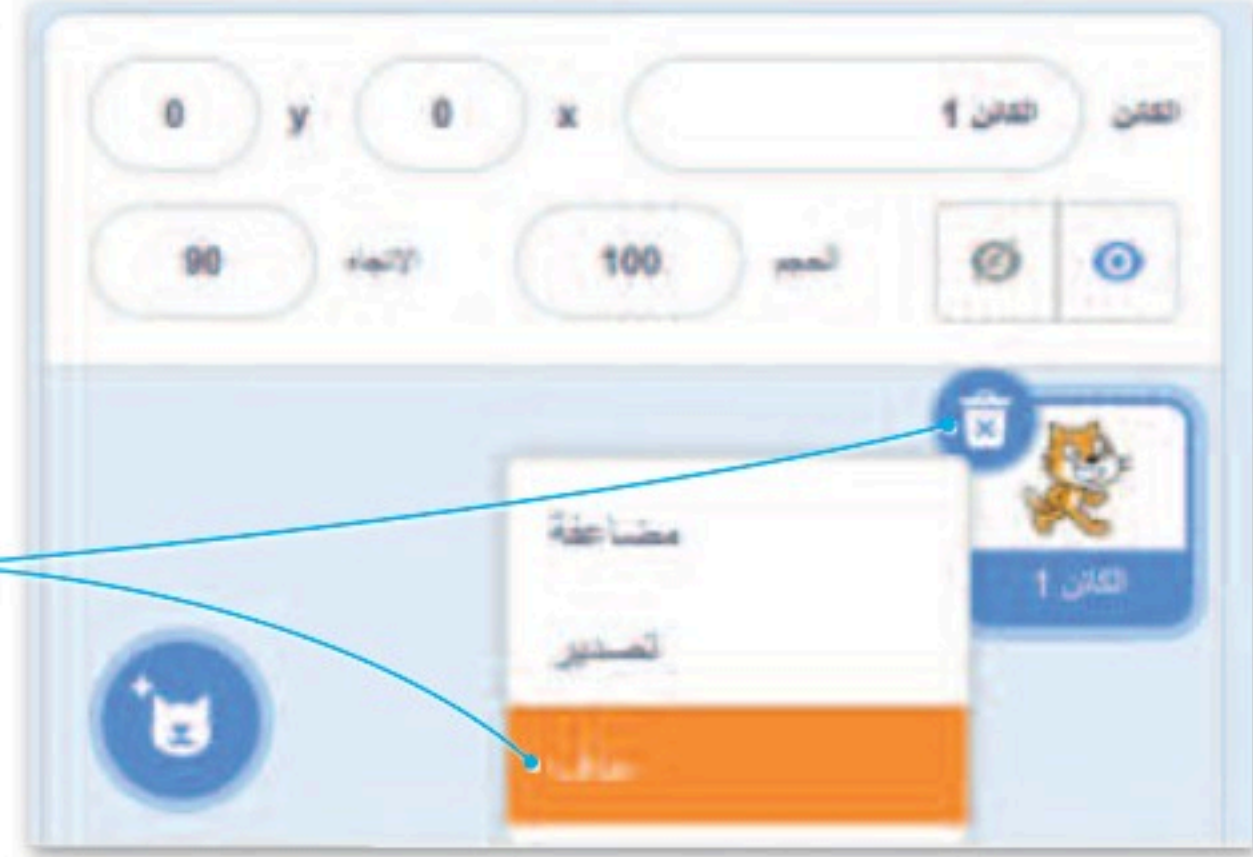 الكائن الكائن 1 x 0 y 0
الحجم 100 الاتجاه 90
الكائن 1
مضاعفة
تصدير